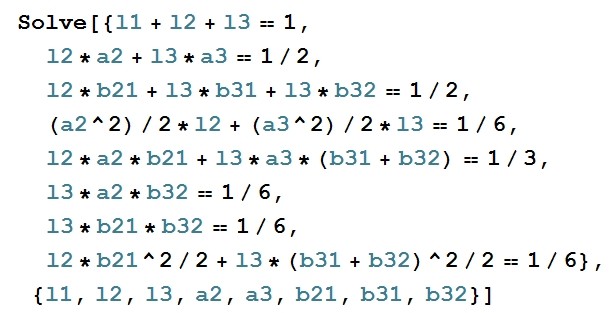 Solve[{l1 + l2 + l3 == 1,
l2 * a2 + l3 * a3 == 1 / 2,
l2 * b21 + l3 * b31 + l3 * b32 == 1 / 2,
(a2 ^ 2) / 2 * l2 + (a3 ^ 2) / 2 * l3 == 1 / 6,
l2 * a2 * b21 + l3 * a3 * (b31 + b32) == 1 / 3,
l3 * a2 * b32 == 1 / 6,
l3 * b21 * b32 == 1 / 6,
l2 * b21 ^ 2 / 2 + l3 * (b31 + b32) ^ 2 / 2 == 1 / 6},
{l1, l2, l3, a2, a3, b21, b31, b32}]